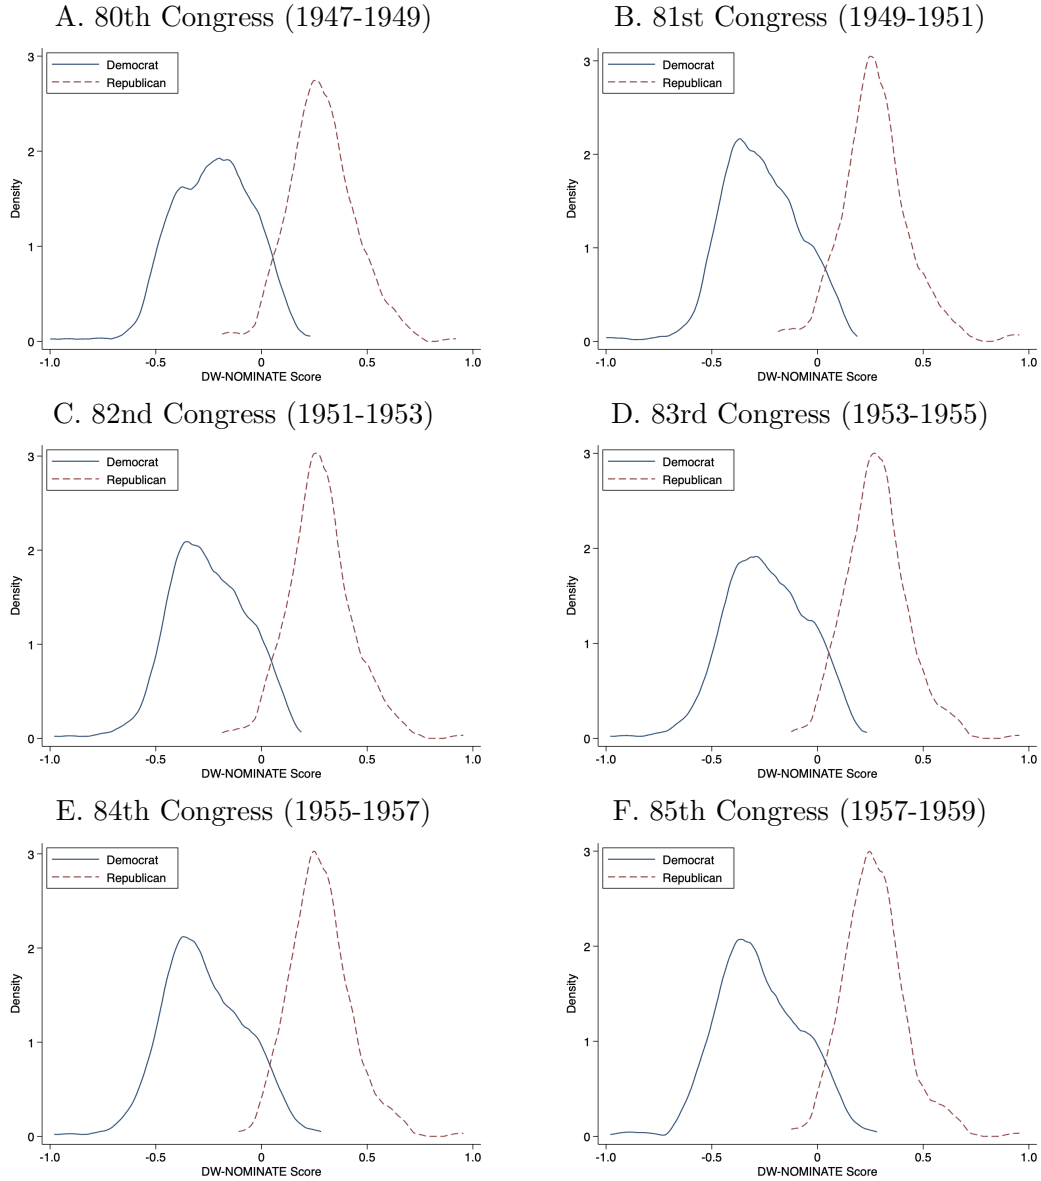 A. 80th Congress (1947-1949)
B. 81st Congress (1949-1951)
Democrat
Republican
3
2
1
0
Density
-1.0
-0.5
0
0.5
1.0
DW-NOMINATE Score
Democrat
Republican
3
2
1
0
Density
-1.0
-0.5
0
0.5
1.0
DW-NOMINATE Score
C. 82nd Congress (1951-1953)
D. 83rd Congress (1953-1955)
Democrat
Republican
3
2
1
0
Density
-1.0
-0.5
0
0.5
1.0
DW-NOMINATE Score
Democrat
Republican
3
2
1
0
Density
-1.0
-0.5
0
0.5
1.0
DW-NOMINATE Score
E. 84th Congress (1955-1957)
F. 85th Congress (1957-1959)
Democrat
Republican
3
2
1
0
Density
-1.0
-0.5
0
0.5
1.0
DW-NOMINATE Score
Democrat
Republican
3
2
1
0
Density
-1.0
-0.5
0
0.5
1.0
DW-NOMINATE Score